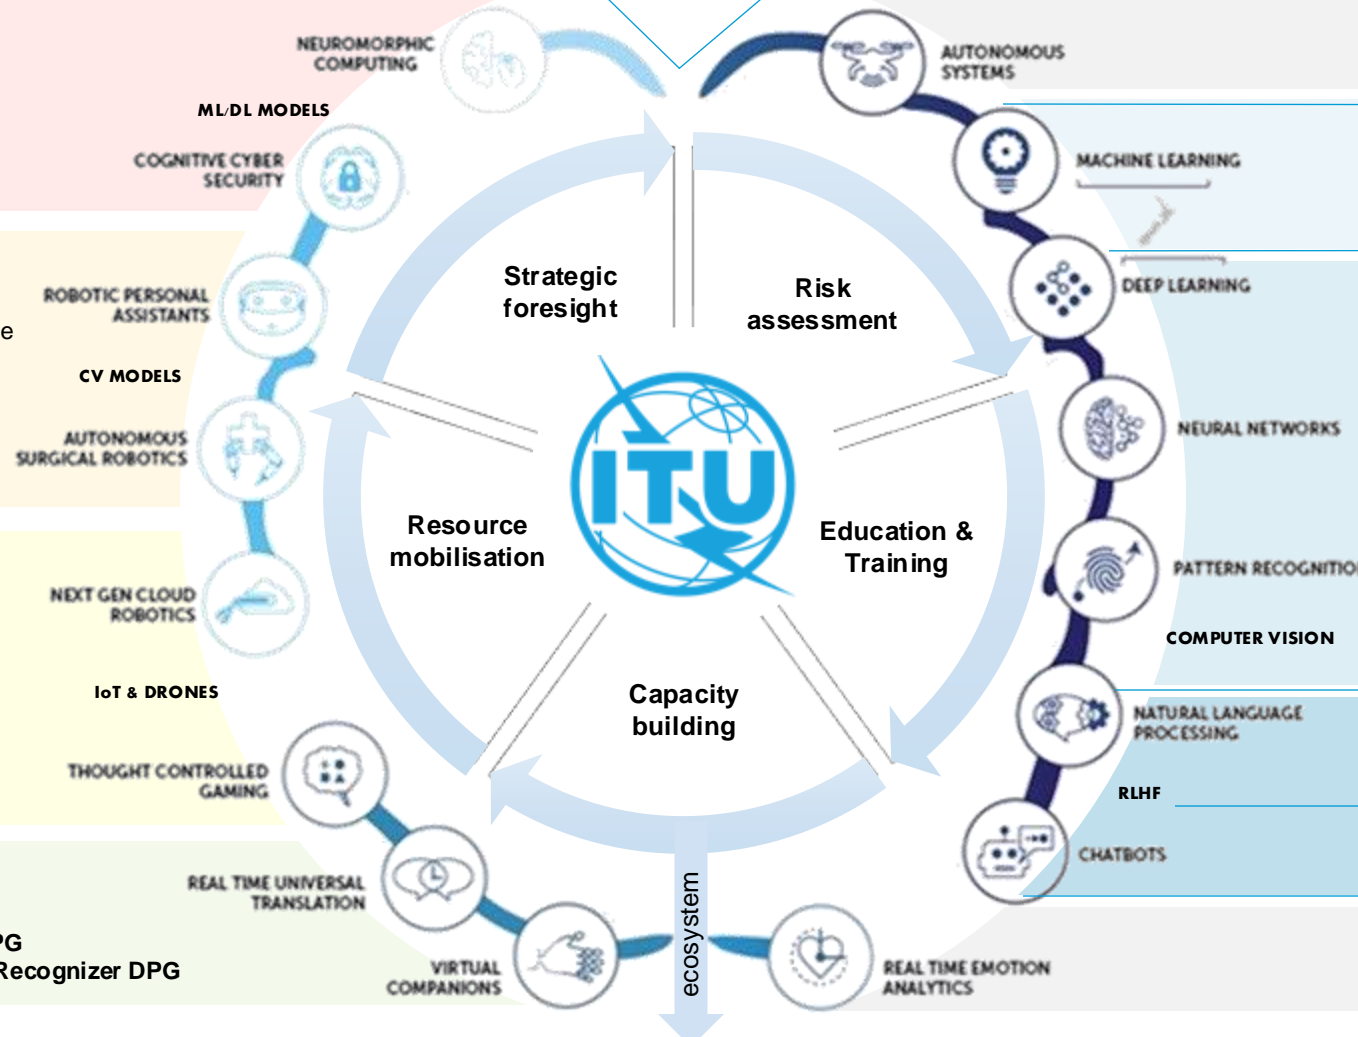 NEUROMORPHIC
COMPUTING
ML/DL MODELS
COGNITIVE CYBER
SECURITY
ROBOTIC PERSONAL
ASSISTANTS
e
CV MODELS
AUTONOMOUS
SURGICAL ROBOTICS
NEXT GEN CLOUD
ROBOTICS
IoT & DRONES
THOUGHT CONTROLLED
GAMING
REAL TIME UNIVERSAL
TRANSLATION
PG
Recognizer DPG
VIRTUAL
COMPANIONS
Strategic
foresight
Risk
assessment
ITU
Resource
mobilisation
Education &
Training
Capacity
building
ecosystem
AUTONOMOUS
SYSTEMS
MACHINE LEARNING
DEEP LEARNING
NEURAL NETWORKS
PATTERN RECOGNITIO
COMPUTER VISION
NATURAL LANGUAGE
PROCESSING
RLHF
CHATBOTS
REAL TIME EMOTION
ANALYTICS